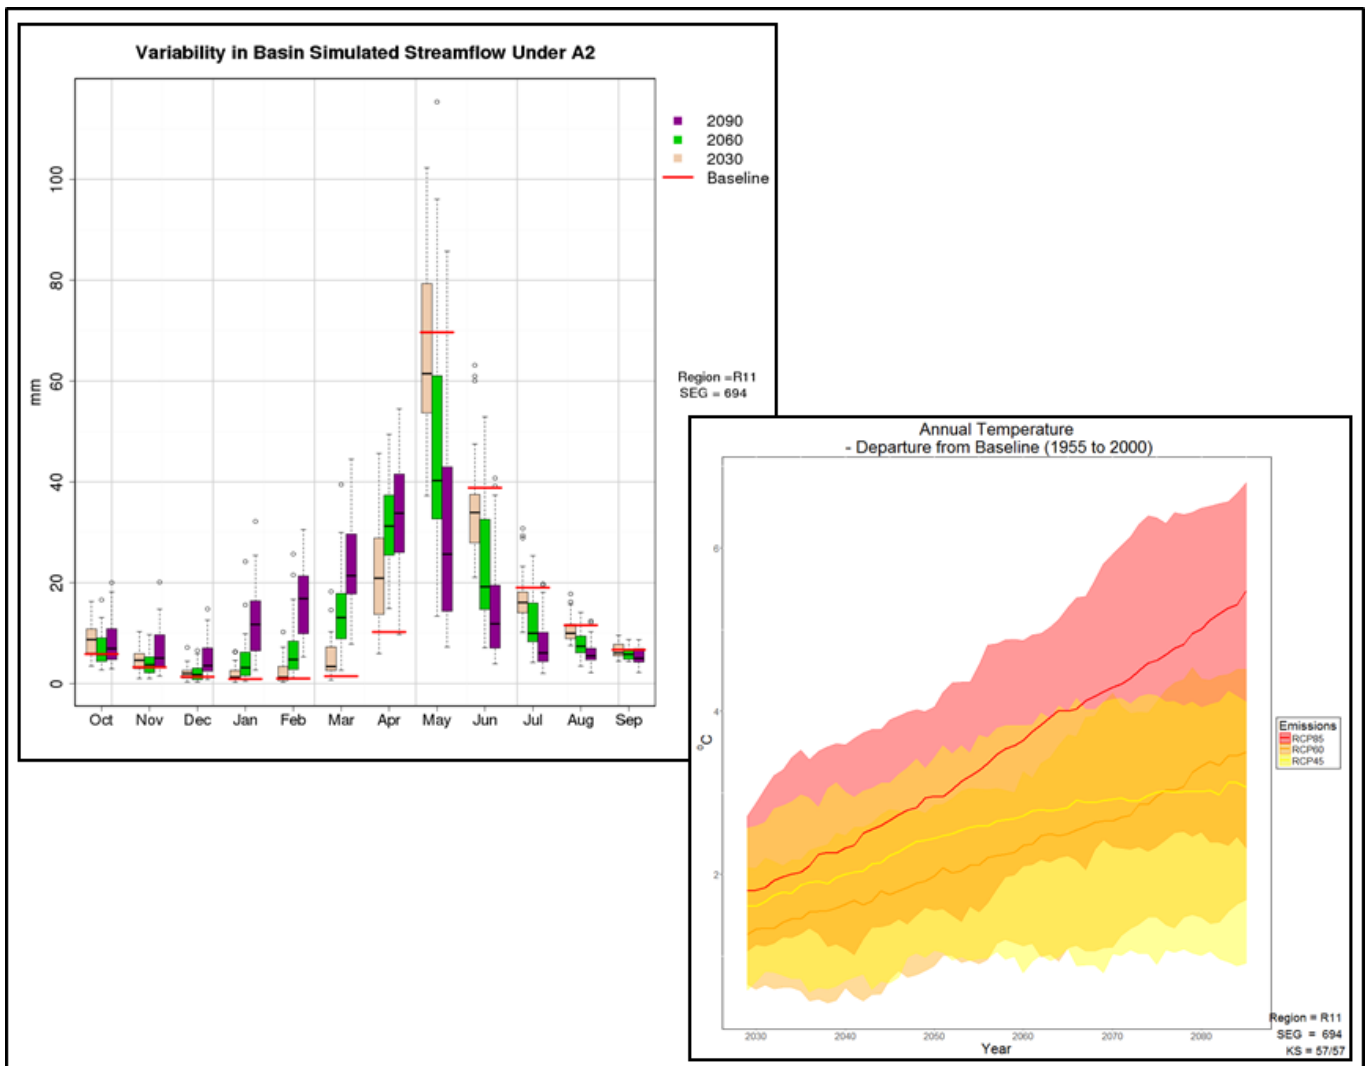 Variability in Basin Simulated Streamflow Under A2
2090
2060
2030
Baseline
100
80
60
40
20
0
mm
Region =R11
SEG = 694
Oct Nov Dec Jan Feb Mar Apr May Jun Jul Aug Sep
Annual Temperature
- Departure from Baseline (1955 to 2000)
6
4
2
°C
Emissions
RCP85
RCP60
RCP45
2030 2040 2050 2060 2070 2080
Year
Region = R11
SEG = 694
KS = 57/57